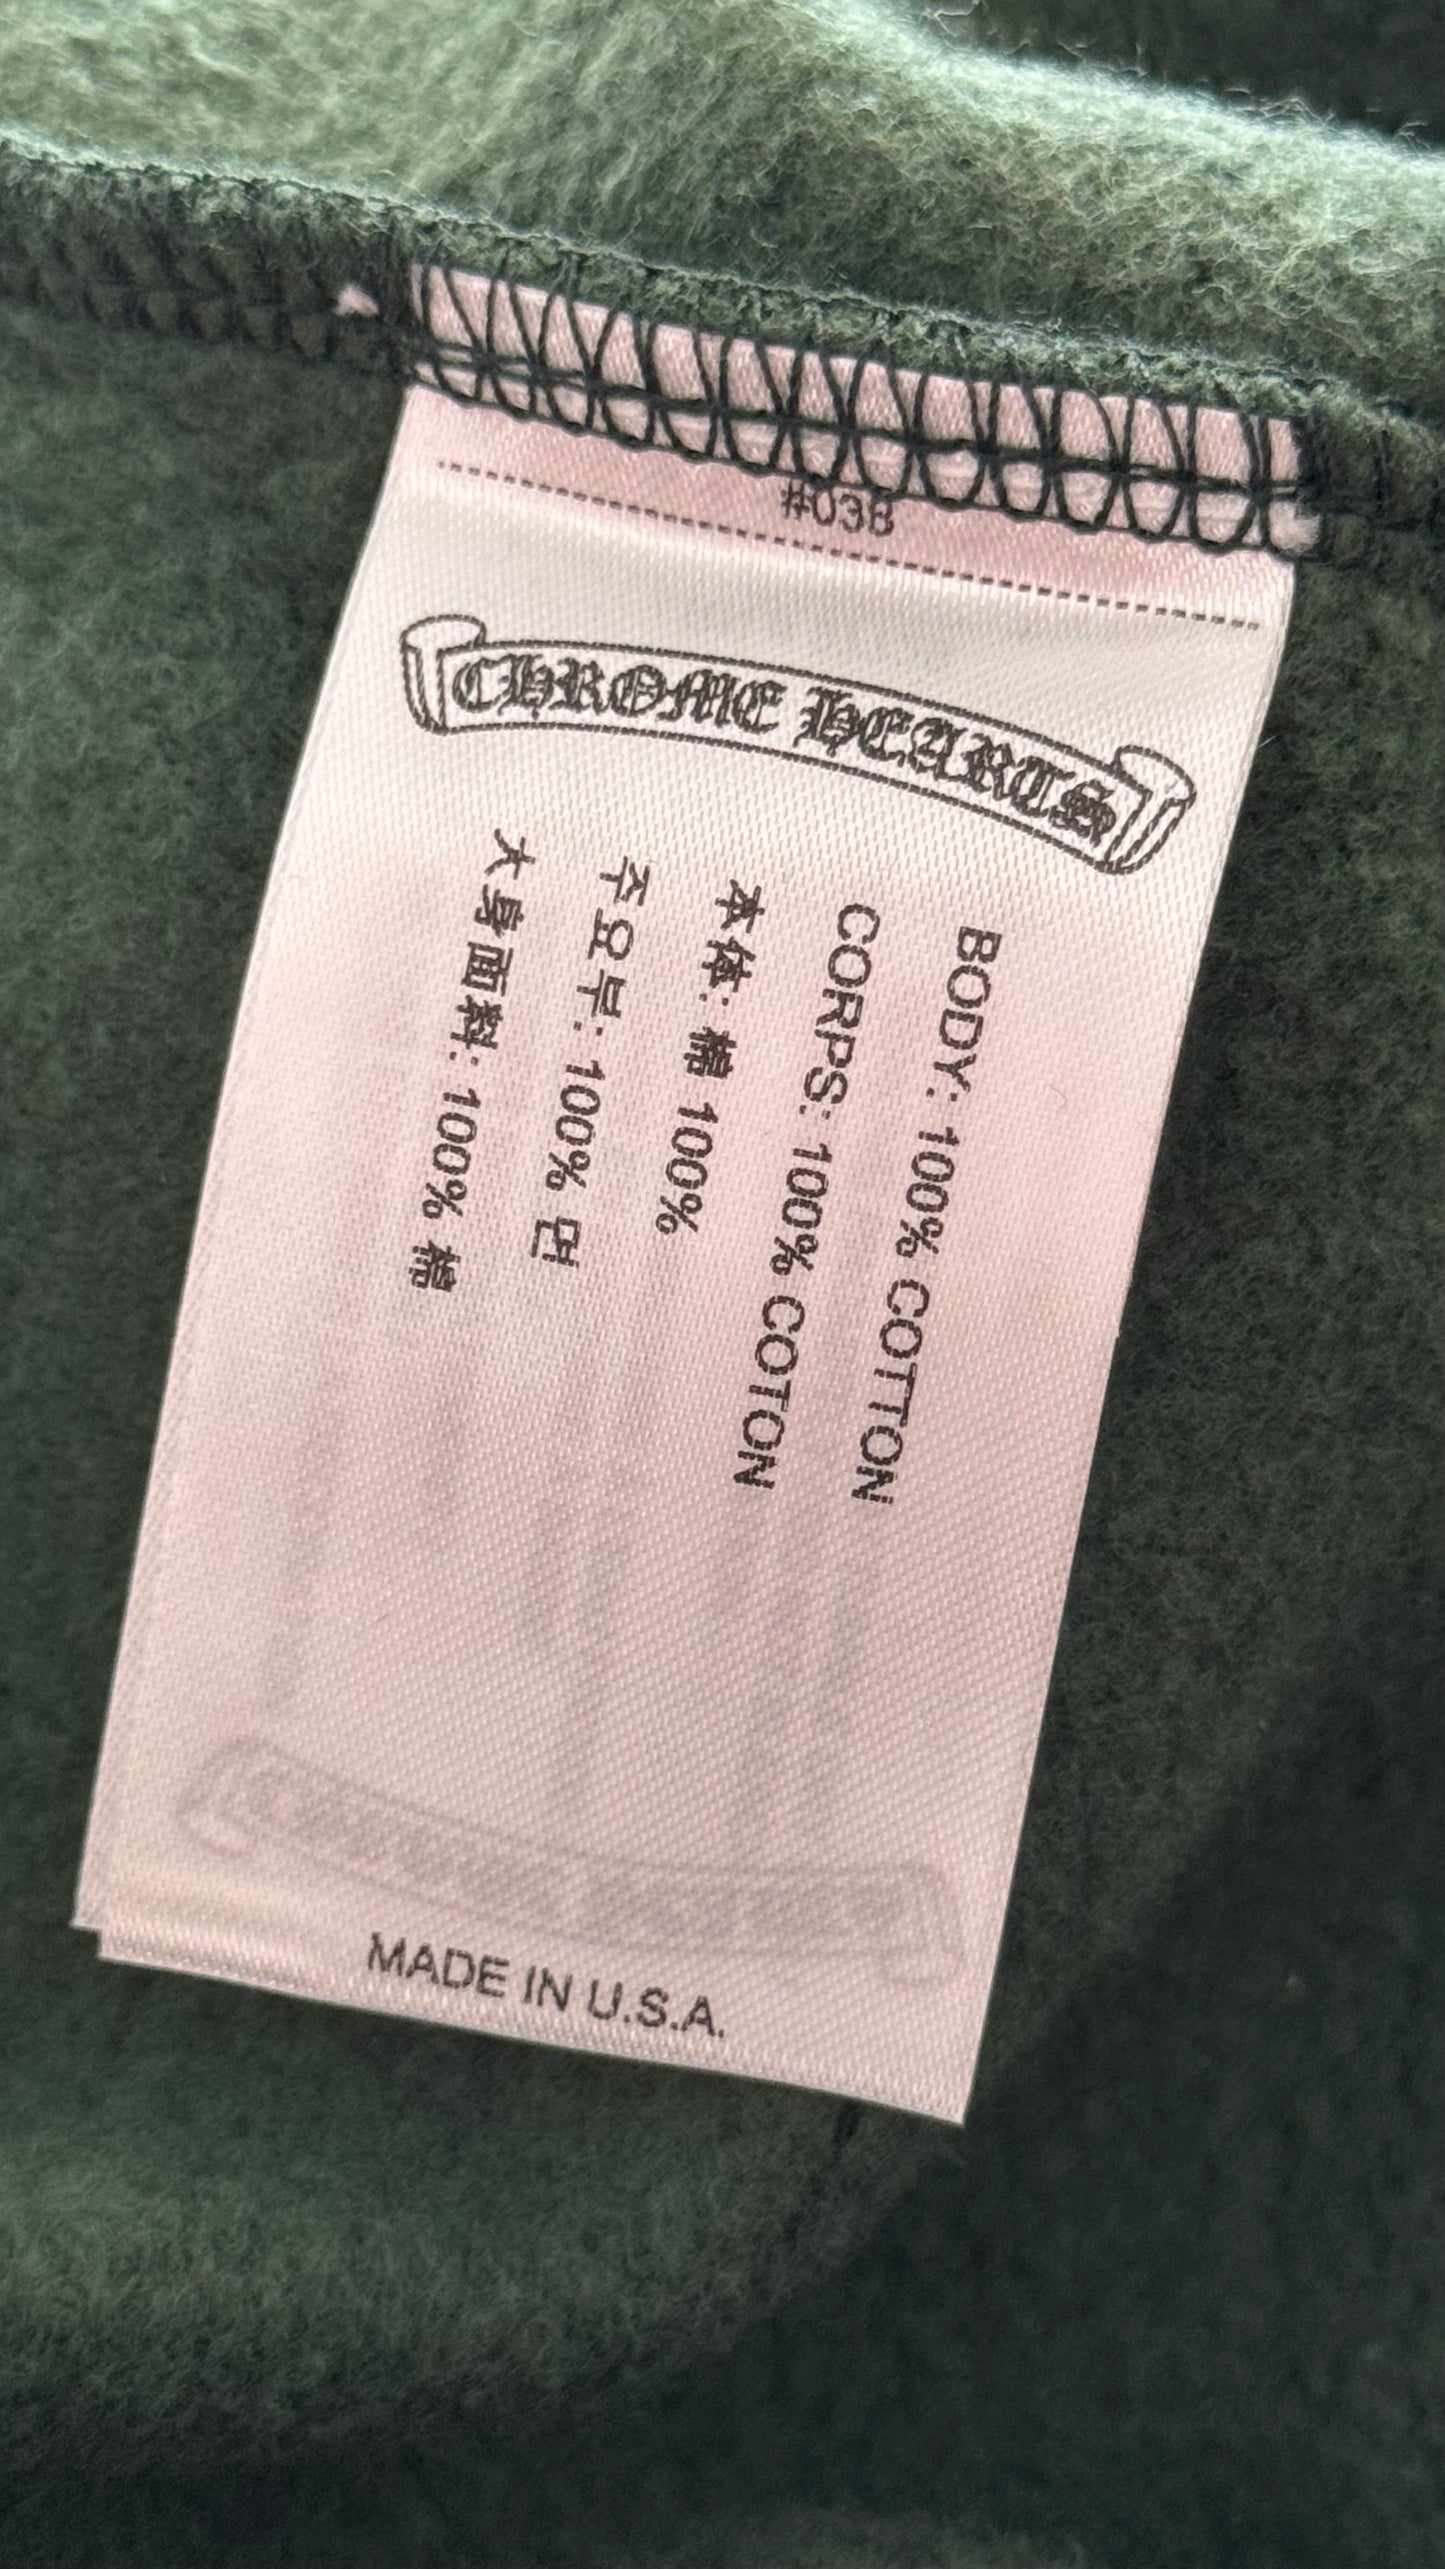 #038
CHROME HEARTS
BODY: 100% COTTON
CORPS: 100% COTON
本体: 綿 100%
주요부: 100% 면
大身面料: 100% 棉
MADE IN U.S.A.